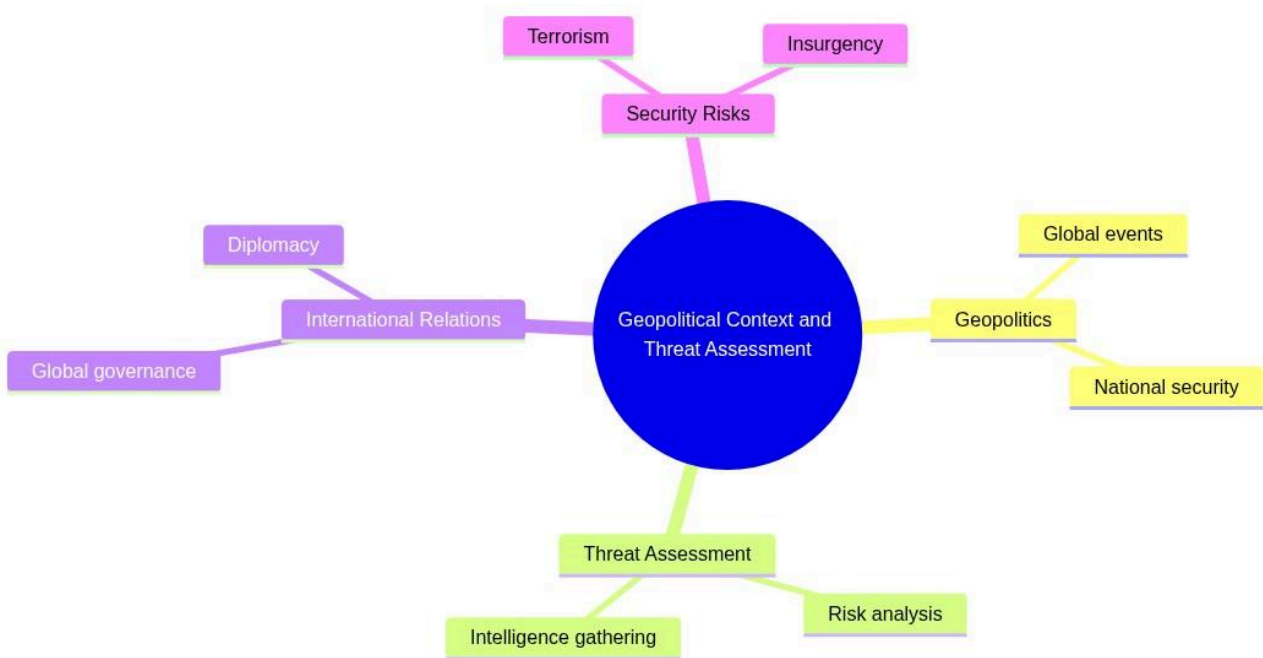 Terrorism
Insurgency
Security Risks
Diplomacy
Global events
International Relations
Geopolitical Context and
Threat Assessment
Geopolitics
Global governance
National security
Threat Assessment
Risk analysis
Intelligence gathering